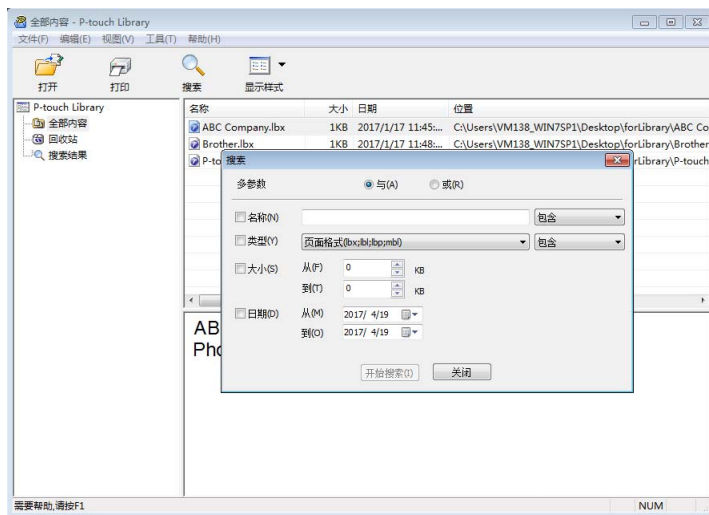 全部内容 - P-touch Library
文件(F) 编辑(E) 视图(V) 工具(T) 帮助(H)
打开 打印 搜索 显示样式
P-touch Library
全部内容
回收站
搜索结果
名称 大小 日期 位置
ABC Company.lbx 1KB 2017/1/17 11:45:... C:\Users\VM138_WIN7SP1\Desktop\forLibrary\ABC Co
Brother.lbx 1KB 2017/1/17 11:48:... C:\Users\VM138_WIN7SP1\Desktop\forLibrary\Brother
P-to rLibrary\P-touch
搜索
多参数 与(A) 或(R)
名称(N) 包含
类型(Y) 页面格式(lbx;lbl;lbp;mbl) 包含
大小(S) 从(F) 0 KB
到(T) 0 KB
日期(D) 从(M) 2017/ 4/19
到(O) 2017/ 4/19
开始搜索(I) 关闭
AB
Pho
需要帮助,请按F1 NUM